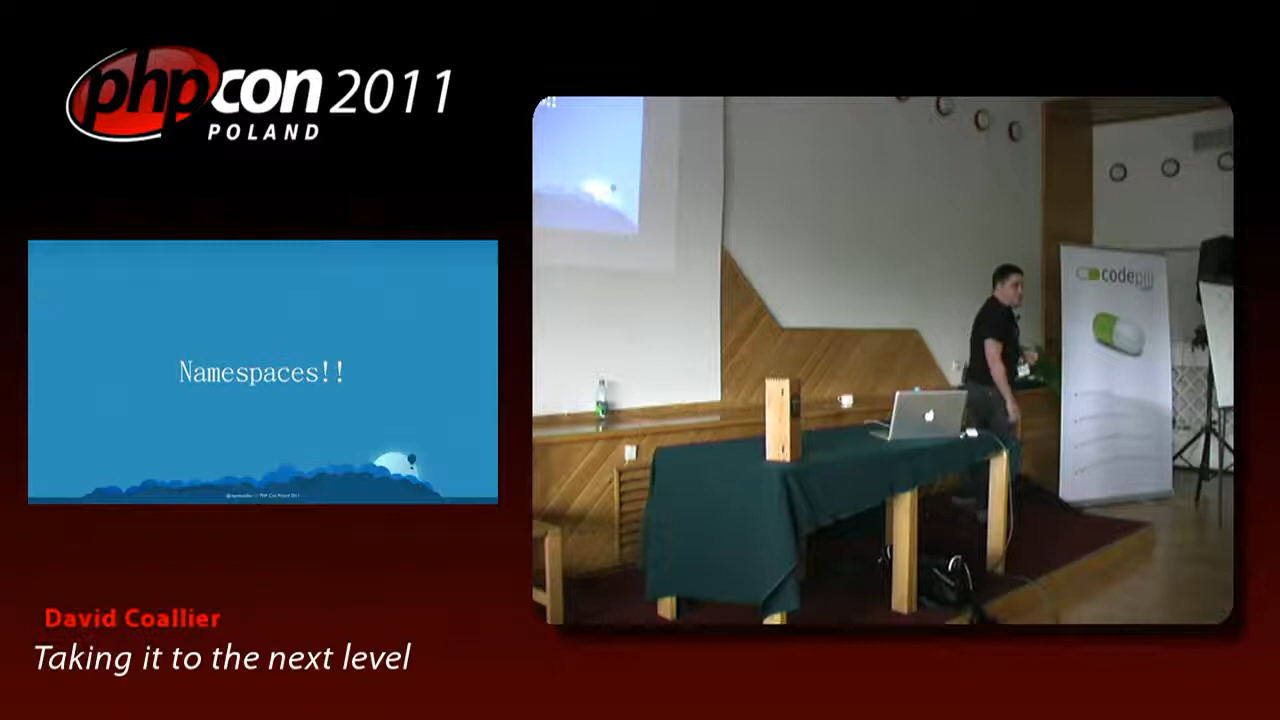 phpcon 2011
POLAND
Namespaces!!
David Coallier
Taking it to the next level
codepill